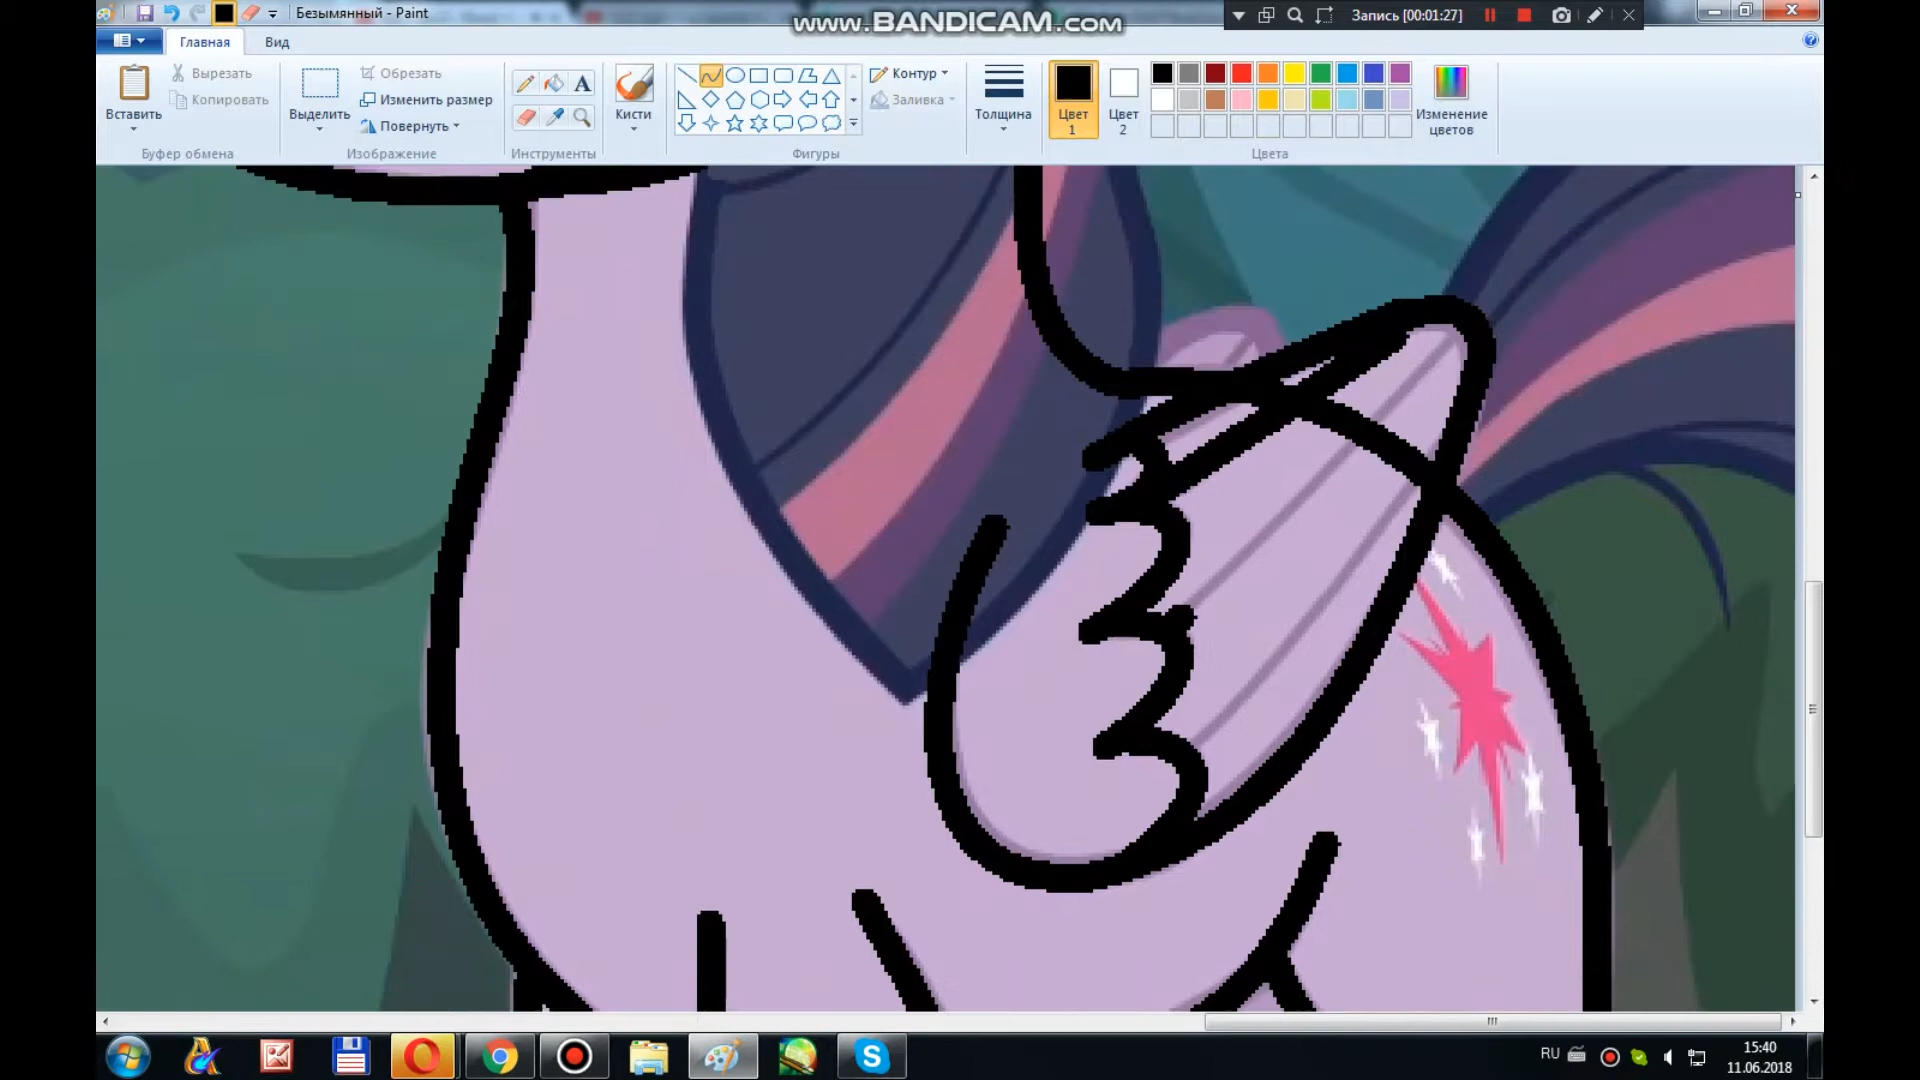 Безымянный - Paint
www.BANDICAM.com
Запись [00:01:27]
Главная
Вид
Вставить
Вырезать
Копировать
Буфер обмена
Выделить
Обрезать
Изменить размер
Повернуть
Изображение
A
Инструменты
Кисти
Контур
Заливка
Фигуры
Толщина
Цвет
1
Цвет
2
Изменение
цветов
Цвета
RU
15:40
11.06.2018